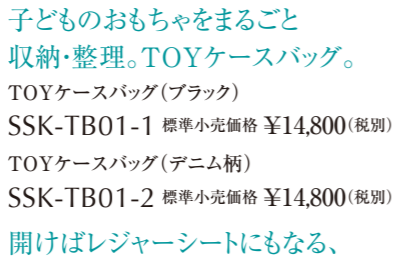 子どものおもちゃをまるごと
収納・整理。TOYケースバッグ。
TOYケースバッグ（ブラック）
SSK-TB01-1 標準小売価格 ¥14,800（税別）
TOYケースバッグ（デニム柄）
SSK-TB01-2 標準小売価格 ¥14,800（税別）
開けばレジャーシートにもなる、